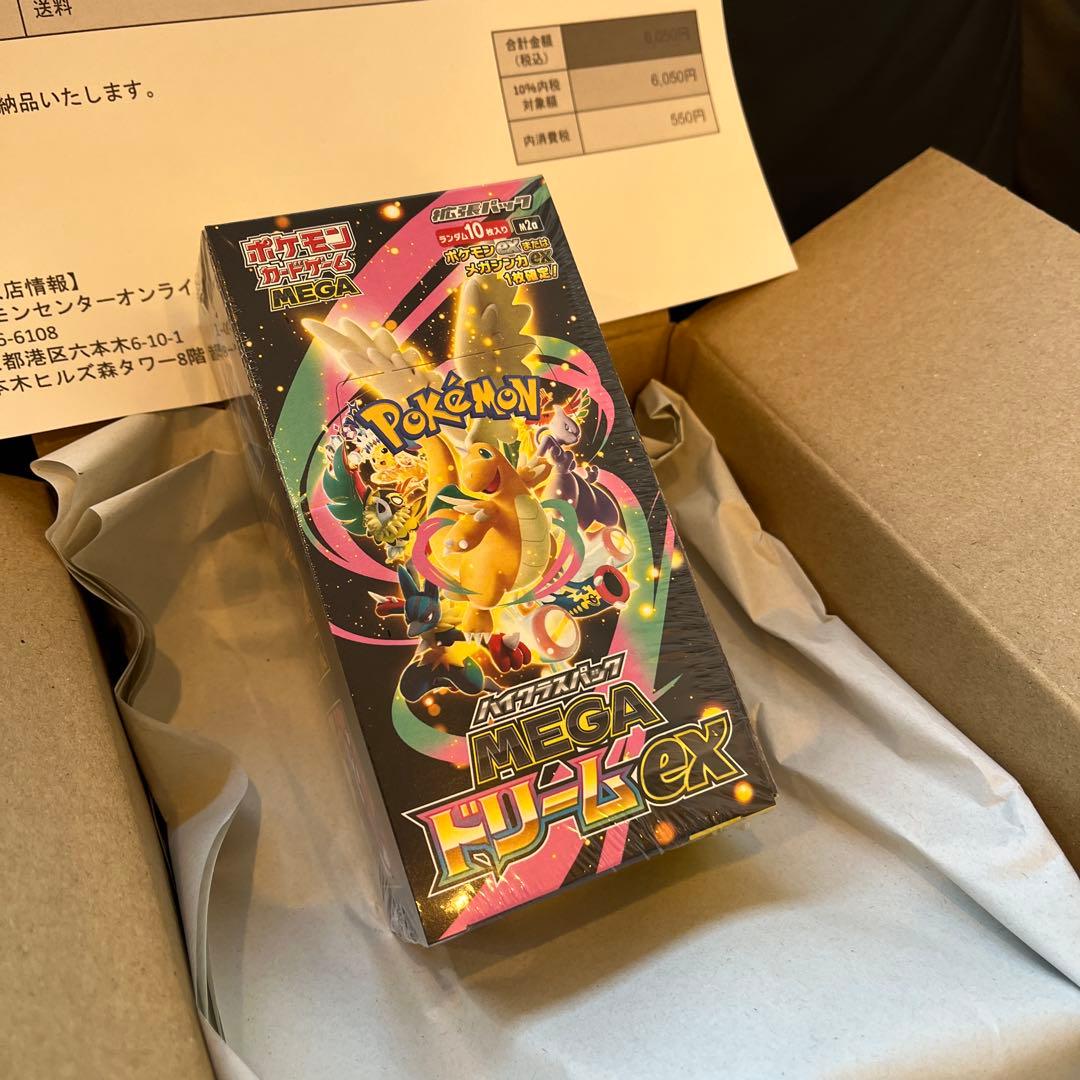 送料
納品いたします。
合計金額
(税込)
6,050円
10%内税
対象額
6,050円
内消費税
550円
店情報】
モンセンターオンライ
6-6108
都港区六本木6-10-1
本木ヒルズ森タワー8階
ポケモン
カードゲーム
MEGA
拡張パック
ランダム10枚入り
M2a
ポケモンexまたは
メガシンカex
1枚確定!
POKéMON
ハイクラスパック
MEGA
ドリームex